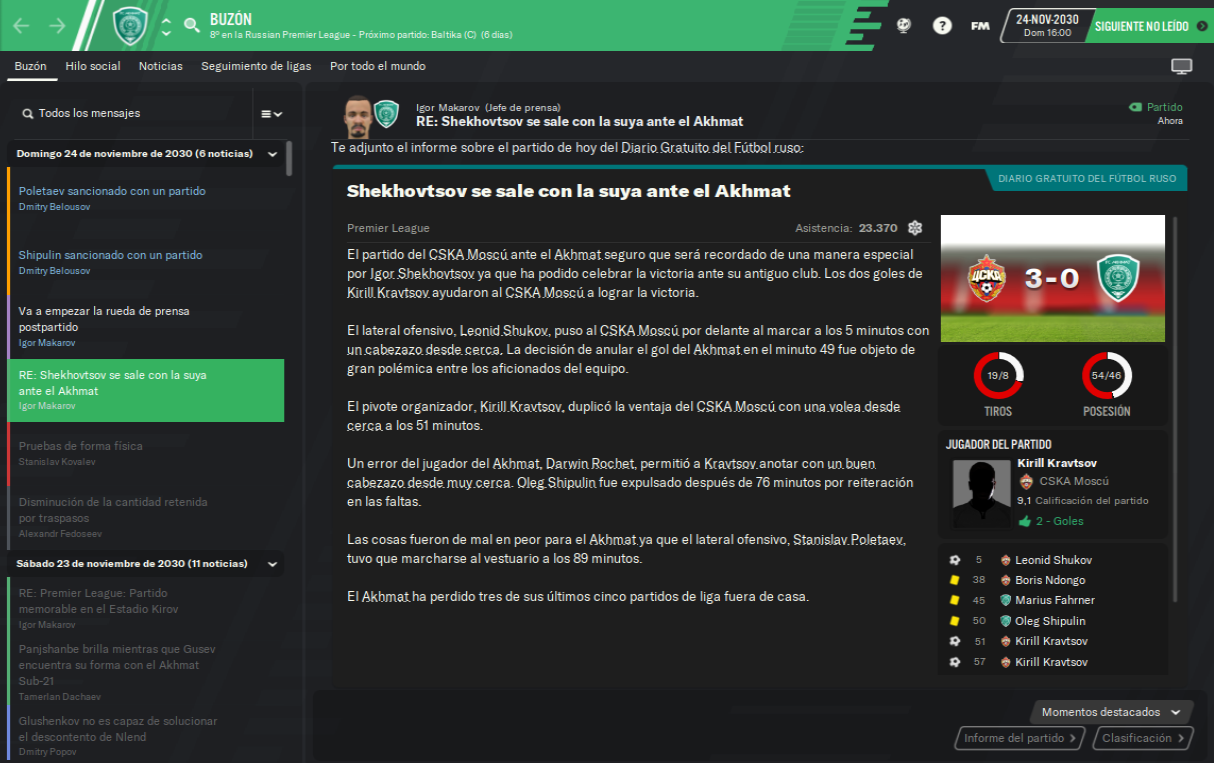 BUZÓN
8º en la Russian Premier League - Próximo partido: Baltika (C) (6 días)
FM
24-NOV-2030
Dom 16:00
SIGUIENTE NO LEÍDO
Buzón
Hilo social
Noticias
Seguimiento de ligas
Por todo el mundo
Todos los mensajes
Domingo 24 de noviembre de 2030 (6 noticias)
Poletaev sancionado con un partido
Dmitry Belousov
Shipulin sancionado con un partido
Dmitry Belousov
Va a empezar la rueda de prensa
postpartido
Igor Makarov
RE: Shekhovtsov se sale con la suya
ante el Akhmat
Igor Makarov
Pruebas de forma física
Stanislav Kovalev
Disminución de la cantidad retenida
por traspasos
Alexandr Fedoseev
Sábado 23 de noviembre de 2030 (11 noticias)
RE: Premier League: Partido
memorable en el Estadio Kirov
Igor Makarov
Panjshanbe brilla mientras que Gusev
encuentra su forma con el Akhmat
Sub-21
Tamerlan Dachaev
Glushenkov no es capaz de solucionar
el descontento de Nlend
Dmitry Popov
Igor Makarov (Jefe de prensa)
RE: Shekhovtsov se sale con la suya ante el Akhmat
Partido
Ahora
Te adjunto el informe sobre el partido de hoy del Diario Gratuito del Fútbol ruso:
DIARIO GRATUITO DEL FÚTBOL RUSO
Shekhovtsov se sale con la suya ante el Akhmat
Premier League
Asistencia: 23.370
El partido del CSKA Moscú ante el Akhmat seguro que será recordado de una manera especial
por Igor Shekhovtsov ya que ha podido celebrar la victoria ante su antiguo club. Los dos goles de
Kirill Kravtsov ayudaron al CSKA Moscú a lograr la victoria.
El lateral ofensivo, Leonid Shukov, puso al CSKA Moscú por delante al marcar a los 5 minutos con
un cabezazo desde cerca. La decisión de anular el gol del Akhmat en el minuto 49 fue objeto de
gran polémica entre los aficionados del equipo.
El pivote organizador, Kirill Kravtsov, duplicó la ventaja del CSKA Moscú con una volea desde
cerca a los 51 minutos.
Un error del jugador del Akhmat, Darwin Rochet, permitió a Kravtsov anotar con un buen
cabezazo desde muy cerca. Oleg Shipulin fue expulsado después de 76 minutos por reiteración
en las faltas.
Las cosas fueron de mal en peor para el Akhmat ya que el lateral ofensivo, Stanislav Poletaev,
tuvo que marcharse al vestuario a los 89 minutos.
El Akhmat ha perdido tres de sus últimos cinco partidos de liga fuera de casa.
ЦСКА
3-0
19/8
TIROS
54/46
POSESIÓN
JUGADOR DEL PARTIDO
Kirill Kravtsov
CSKA Moscú
9,1 Calificación del partido
2 - Goles
5 Leonid Shukov
38 Boris Ndongo
45 Marius Fahrner
50 Oleg Shipulin
51 Kirill Kravtsov
57 Kirill Kravtsov
Momentos destacados
Informe del partido
Clasificación